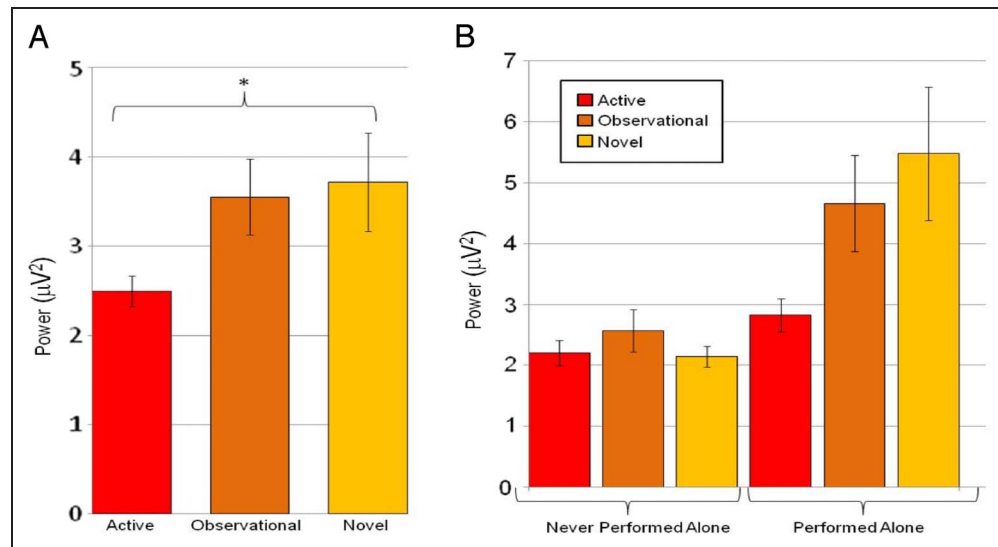 A
5
4
3
2
1
0
Power (µV²)
*
Active Observational Novel
B
7
6
5
4
3
2
1
0
Power (µV²)
Active
Observational
Novel
Never Performed Alone Performed Alone